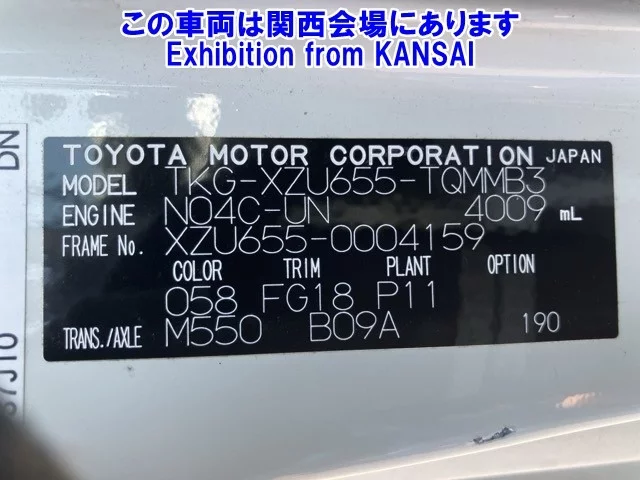 この車両は関西会場にあります
Exhibition from KANSAI
DN
TOYOTA MOTOR CORPORATION JAPAN
MODEL TKG-XZU655-TQMMB3
ENGINE N04C-UN 4009 mL
FRAME No. XZU655-0004159
COLOR TRIM PLANT OPTION
058 FG18 P11
TRANS./AXLE M550 B09A 190